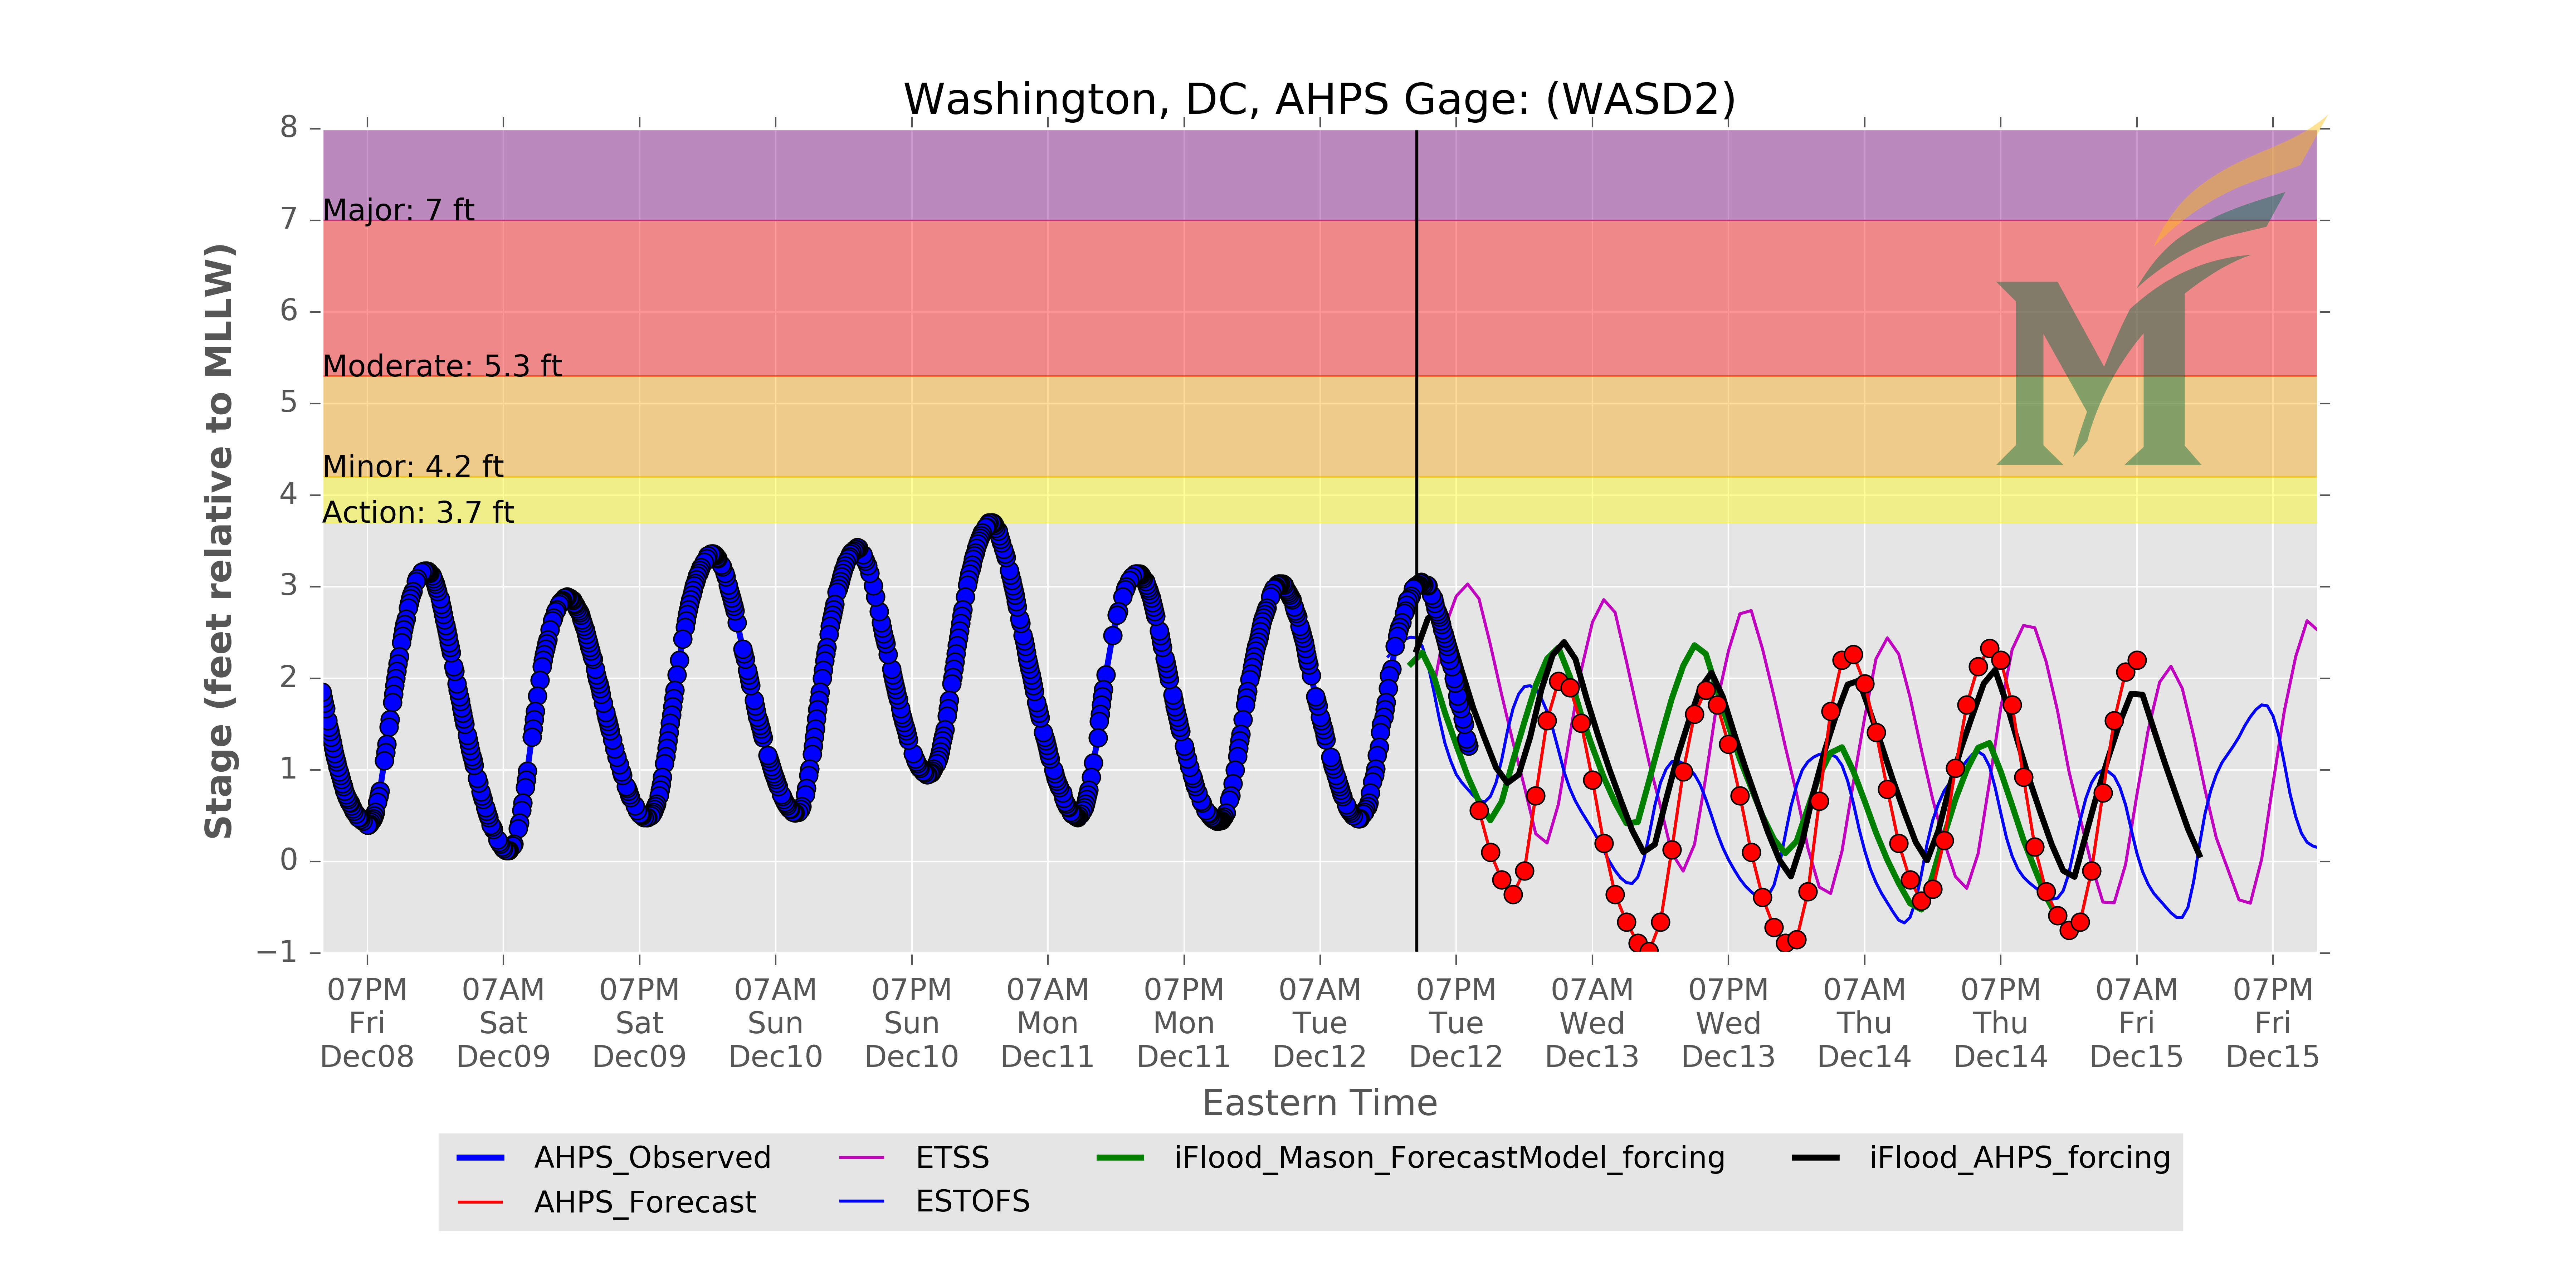 Washington, DC, AHPS Gage: (WASD2)
8
7
6
5
4
3
2
1
0
−1
Stage (feet relative to MLLW)
Major: 7 ft
Moderate: 5.3 ft
Minor: 4.2 ft
Action: 3.7 ft
07PM 07AM 07PM 07AM 07PM 07AM 07PM 07AM 07PM 07AM 07PM 07AM 07PM 07AM 07PM
Fri Sat Sat Sun Sun Mon Mon Tue Tue Wed Wed Thu Thu Fri Fri
Dec08 Dec09 Dec09 Dec10 Dec10 Dec11 Dec11 Dec12 Dec12 Dec13 Dec13 Dec14 Dec14 Dec15 Dec15
Eastern Time
AHPS_Observed ETSS iFlood_Mason_ForecastModel_forcing iFlood_AHPS_forcing
AHPS_Forecast ESTOFS
M